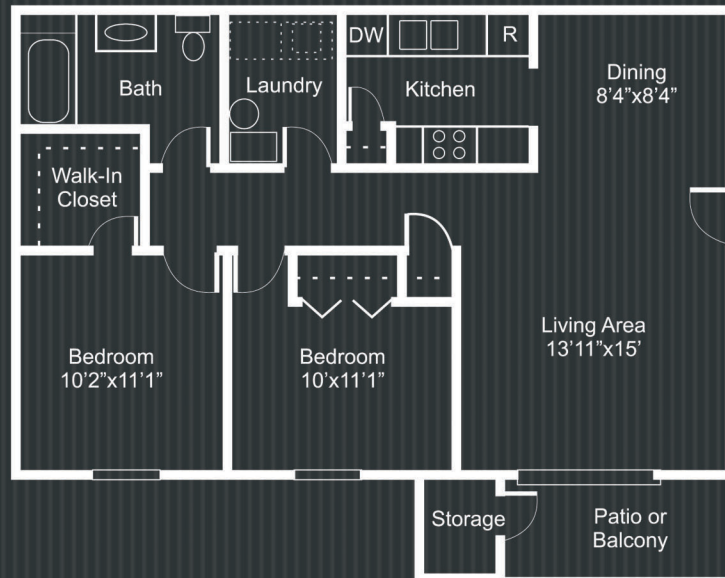 DW
R
Bath
Laundry
Kitchen
Dining
8’4”x8’4”
Walk-In
Closet
Living Area
13’11”x15’
Bedroom
10’2”x11’1”
Bedroom
10’x11’1”
Storage
Patio or
Balcony